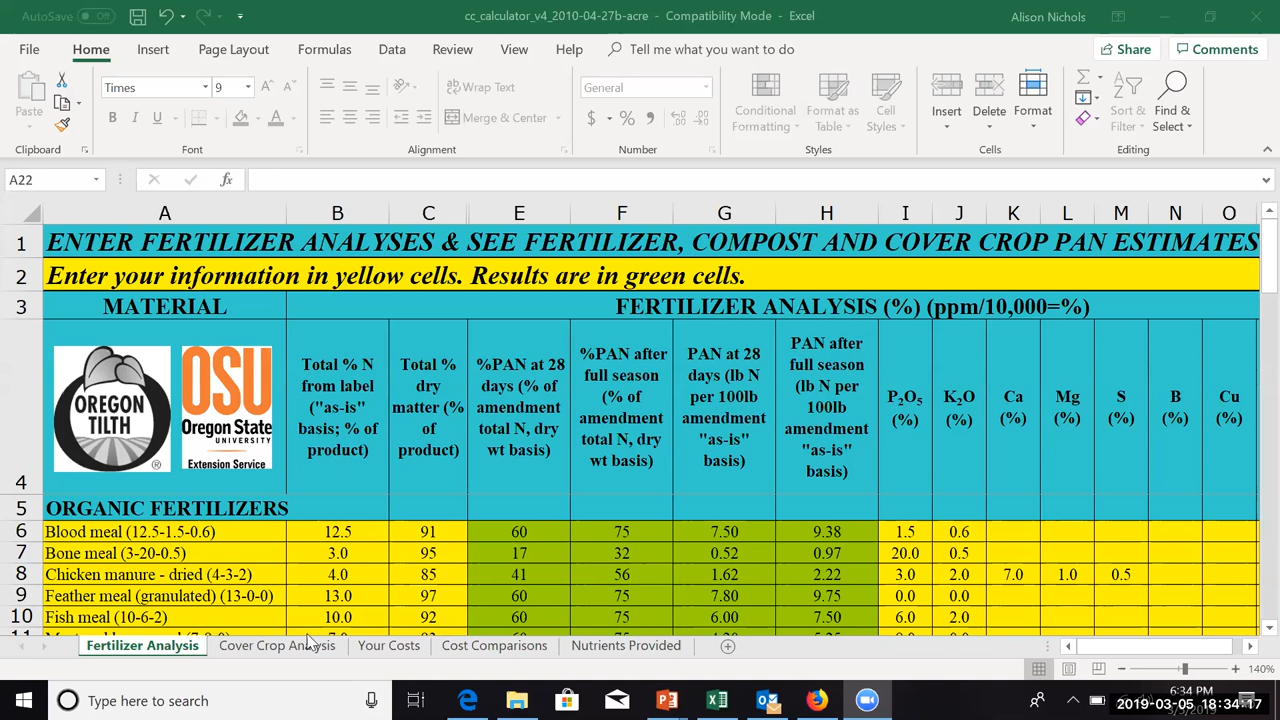 AutoSave Off
cc_calculator_v4_2010-04-27b-acre - Compatibility Mode - Excel
Alison Nichols
File Home Insert Page Layout Formulas Data Review View Help Tell me what you want to do Share Comments
Paste
Times 9
B I U A
Wrap Text
Merge & Center
General
$ %
Conditional Formatting
Format as Table
Cell Styles
Insert Delete Format
Sort & Filter
Find & Select
Clipboard Font Alignment Number Styles Cells Editing
A22 fx
A B C E F G H I J K L M N O
1 ENTER FERTILIZER ANALYSES & SEE FERTILIZER, COMPOST AND COVER CROP PAN ESTIMATES
2 Enter your information in yellow cells. Results are in green cells.
3 MATERIAL FERTILIZER ANALYSIS (%) (ppm/10,000=%)
4
OREGON
TILTH
®
OSU
Oregon State
UNIVERSITY
Extension Service
Total % N
from label
("as-is"
basis; % of
product)
Total %
dry
matter (%
of
product)
%PAN at 28
days (% of
amendment
total N, dry
wt basis)
%PAN after
full season
(% of
amendment
total N, dry
wt basis)
PAN at 28
days (lb N
per 100lb
amendment
"as-is"
basis)
PAN after
full season
(lb N per
100lb
amendment
"as-is"
basis)
P2O5
(%)
K2O
(%)
Ca
(%)
Mg
(%)
S
(%)
B
(%)
Cu
(%)
5 ORGANIC FERTILIZERS
6 Blood meal (12.5-1.5-0.6) 12.5 91 60 75 7.50 9.38 1.5 0.6
7 Bone meal (3-20-0.5) 3.0 95 17 32 0.52 0.97 20.0 0.5
8 Chicken manure - dried (4-3-2) 4.0 85 41 56 1.62 2.22 3.0 2.0 7.0 1.0 0.5
9 Feather meal (granulated) (13-0-0) 13.0 97 60 75 7.80 9.75 0.0 0.0
10 Fish meal (10-6-2) 10.0 92 60 75 6.00 7.50 6.0 2.0
Fertilizer Analysis Cover Crop Analysis Your Costs Cost Comparisons Nutrients Provided
140%
Type here to search
6:34 PM
2019-03-05 18:34:17